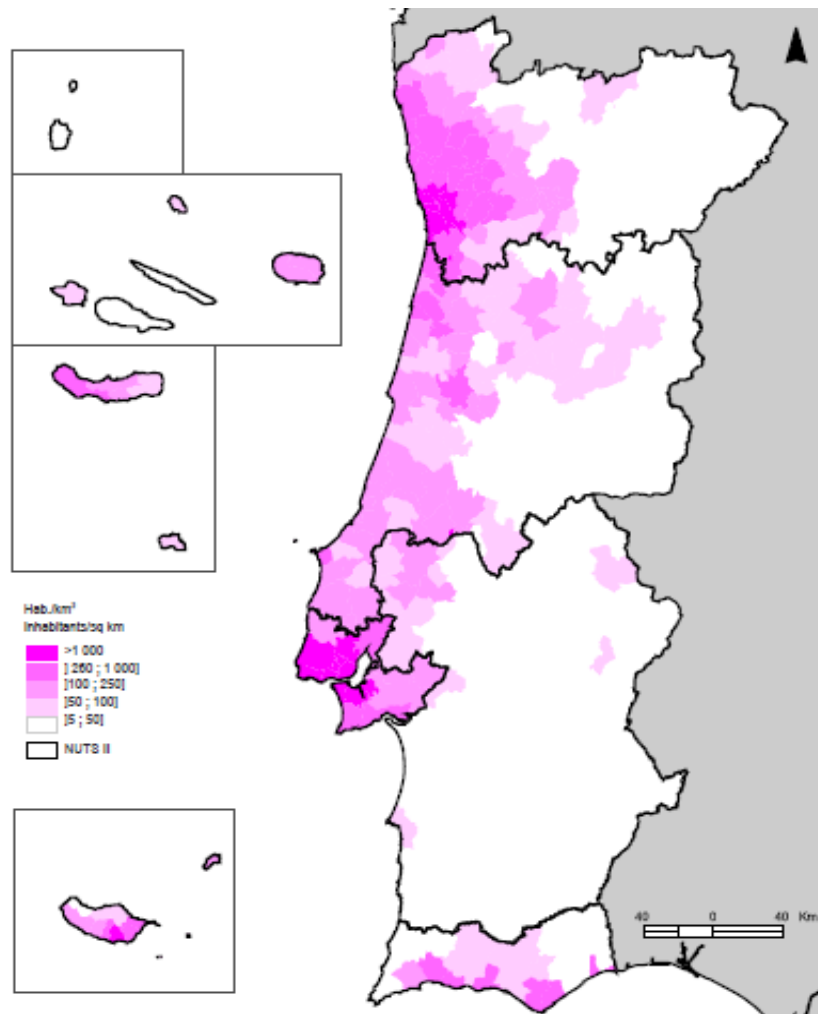 Hab./km²
Inhabitants/sq km
>1 000
] 260 ; 1 000]
]100 ; 250]
]50 ; 100]
]5 ; 50]
NUTS II
40 0 40 Km